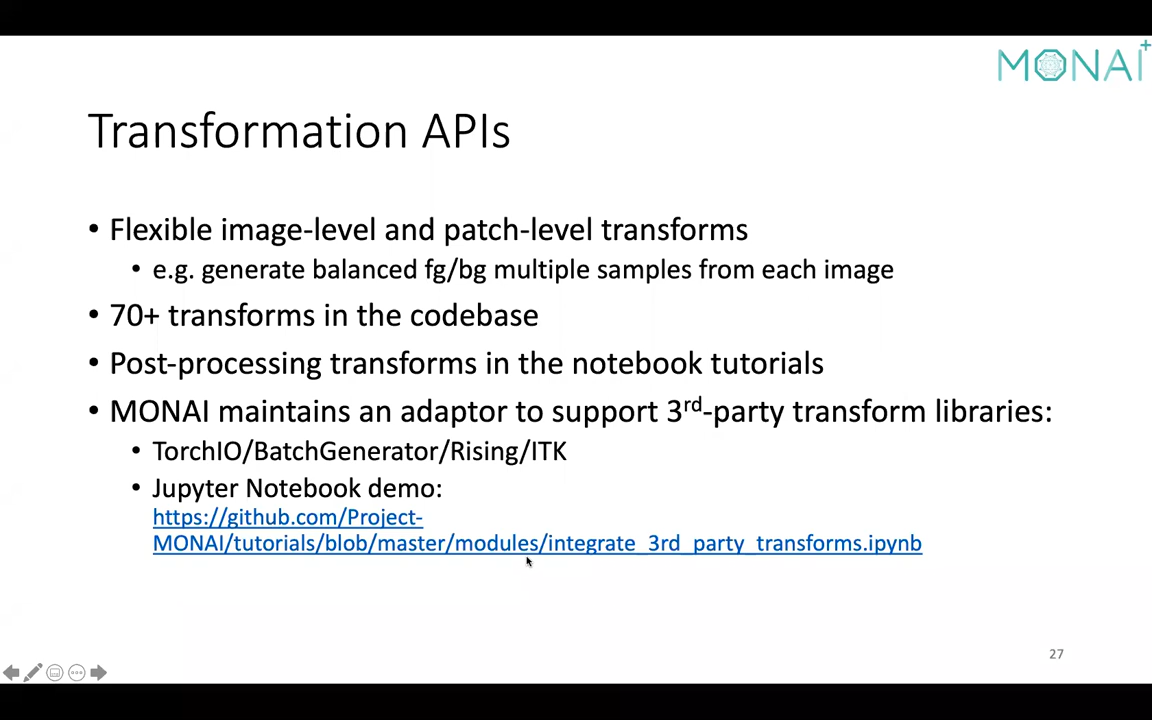 MONAI+
Transformation APIs
• Flexible image-level and patch-level transforms
• e.g. generate balanced fg/bg multiple samples from each image
• 70+ transforms in the codebase
• Post-processing transforms in the notebook tutorials
• MONAI maintains an adaptor to support 3rd-party transform libraries:
• TorchIO/BatchGenerator/Rising/ITK
• Jupyter Notebook demo:
https://github.com/Project-
MONAI/tutorials/blob/master/modules/integrate_3rd_party_transforms.ipynb
27